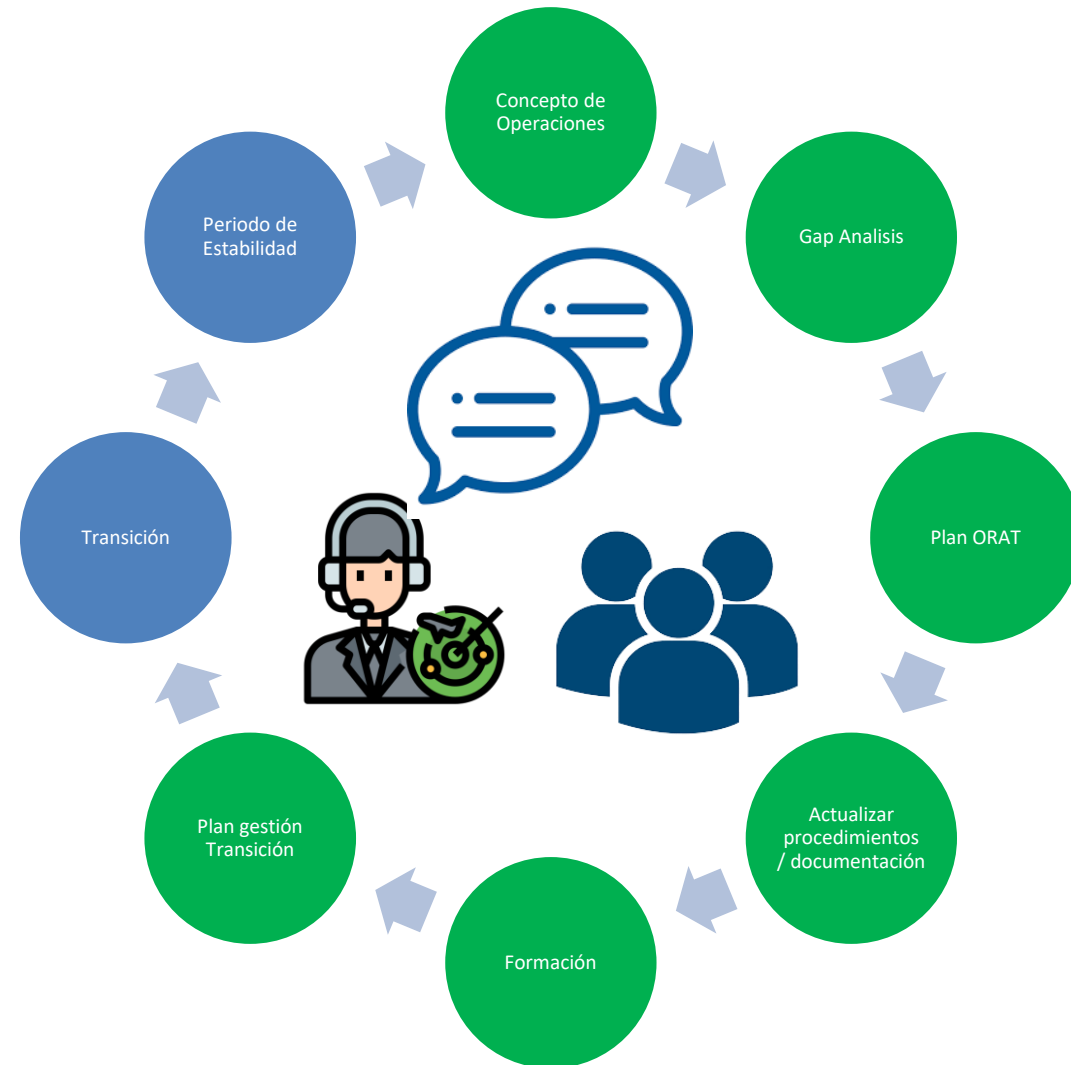 Concepto de
Operaciones
Gap Analisis
Plan ORAT
Actualizar
procedimientos
/ documentación
Formación
Plan gestión
Transición
Transición
Periodo de
Estabilidad